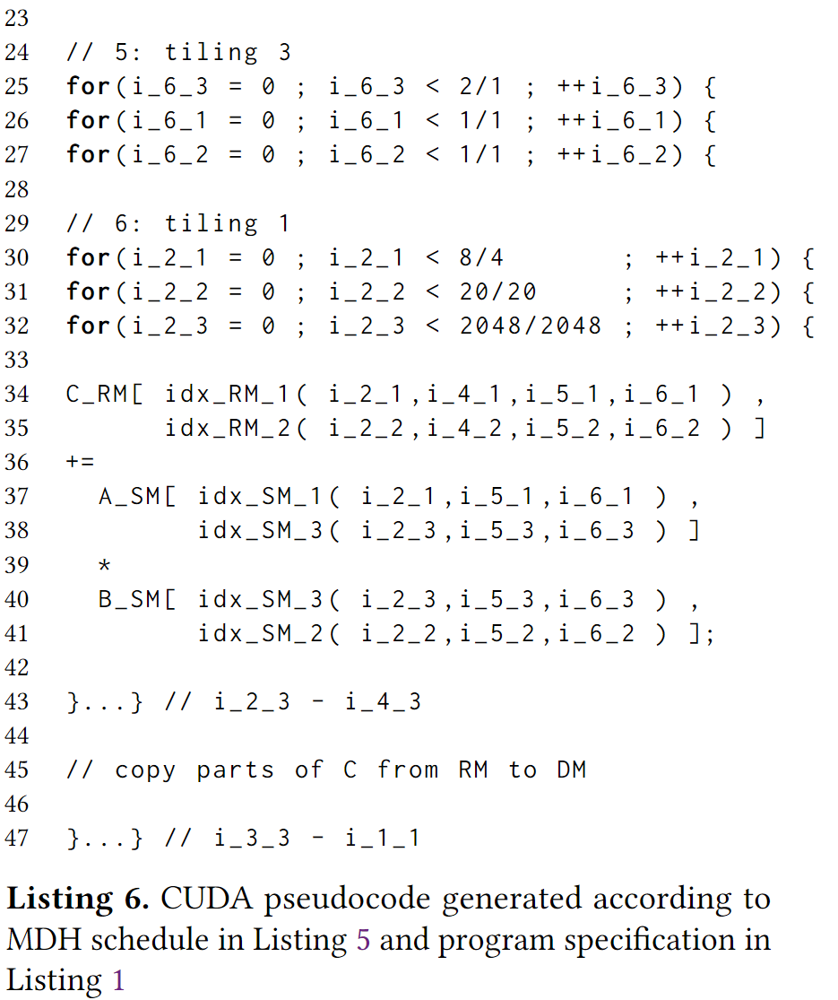 23
24 // 5: tiling 3
25 for(i_6_3 = 0 ; i_6_3 < 2/1 ; ++i_6_3) {
26 for(i_6_1 = 0 ; i_6_1 < 1/1 ; ++i_6_1) {
27 for(i_6_2 = 0 ; i_6_2 < 1/1 ; ++i_6_2) {
28
29 // 6: tiling 1
30 for(i_2_1 = 0 ; i_2_1 < 8/4 ; ++i_2_1) {
31 for(i_2_2 = 0 ; i_2_2 < 20/20 ; ++i_2_2) {
32 for(i_2_3 = 0 ; i_2_3 < 2048/2048 ; ++i_2_3) {
33
34 C_RM[ idx_RM_1( i_2_1,i_4_1,i_5_1,i_6_1 ) ,
35 idx_RM_2( i_2_2,i_4_2,i_5_2,i_6_2 ) ]
36 +=
37 A_SM[ idx_SM_1( i_2_1,i_5_1,i_6_1 ) ,
38 idx_SM_3( i_2_3,i_5_3,i_6_3 ) ]
39 *
40 B_SM[ idx_SM_3( i_2_3,i_5_3,i_6_3 ) ,
41 idx_SM_2( i_2_2,i_5_2,i_6_2 ) ];
42
43 }...} // i_2_3 - i_4_3
44
45 // copy parts of C from RM to DM
46
47 }...} // i_3_3 - i_1_1
Listing 6. CUDA pseudocode generated according to
MDH schedule in Listing 5 and program specification in
Listing 1